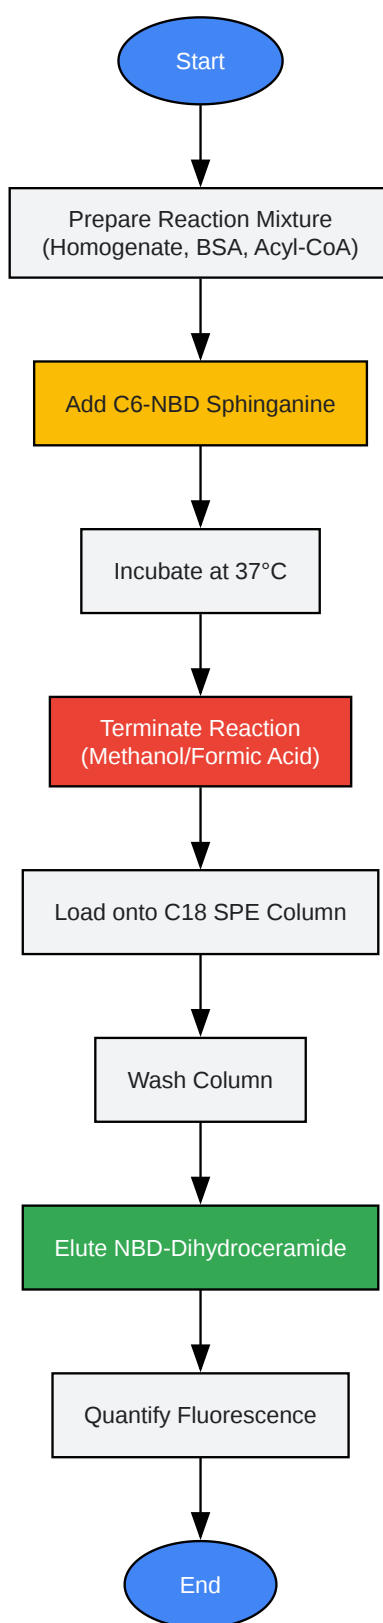 Start
Prepare Reaction Mixture
(Homogenate, BSA, Acyl-CoA)
Add C6-NBD Sphinganine
Incubate at 37°C
Terminate Reaction
(Methanol/Formic Acid)
Load onto C18 SPE Column
Wash Column
Elute NBD-Dihydroceramide
Quantify Fluorescence
End